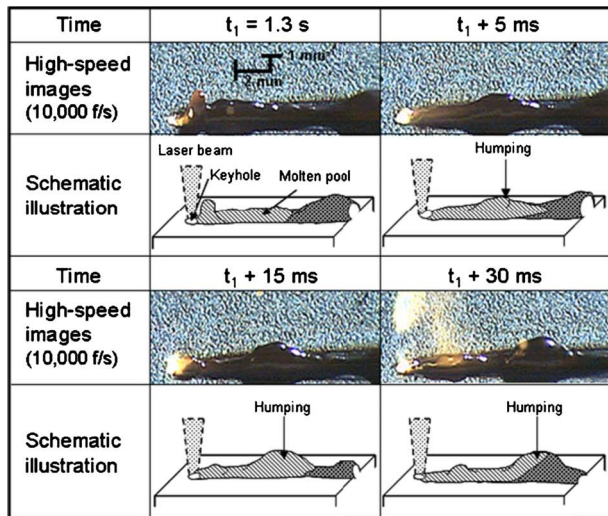 Time
t₁ = 1.3 s
t₁ + 5 ms
High-speed
images
(10,000 f/s)
1 mm
2 mm
Schematic
illustration
Laser beam
Keyhole
Molten pool
Humping
Time
t₁ + 15 ms
t₁ + 30 ms
High-speed
images
(10,000 f/s)
Schematic
illustration
Humping
Humping